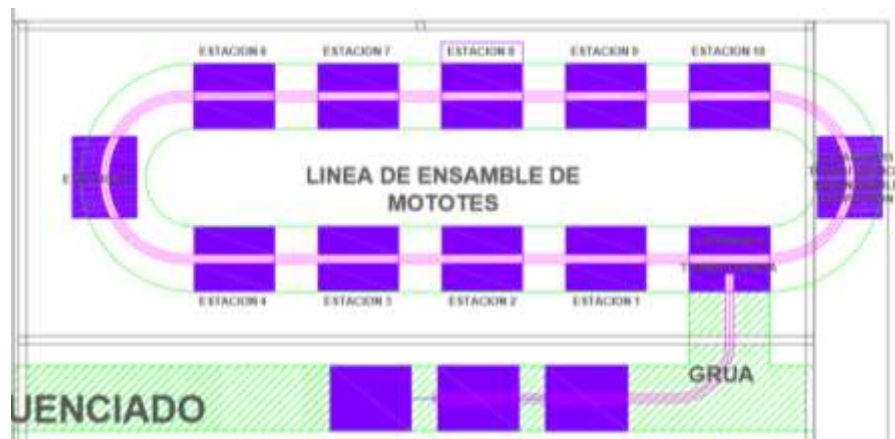 ESTACION 6 ESTACION 7 ESTACION 8 ESTACION 9 ESTACION 10
LINEA DE ENSAMBLE DE
MOTOTES
ESTACION 4 ESTACION 3 ESTACION 2 ESTACION 1
GRUA
UENCIADO